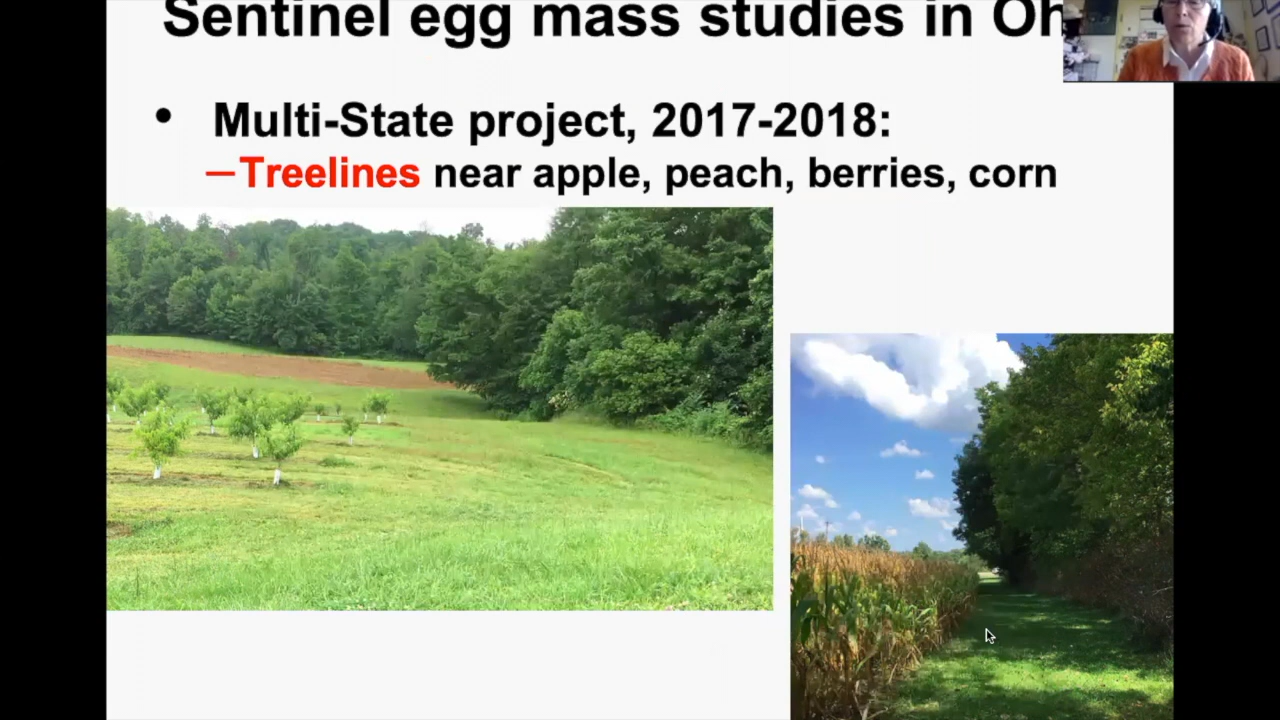 Sentinel egg mass studies in Oh
• Multi-State project, 2017-2018:
–Treelines near apple, peach, berries, corn